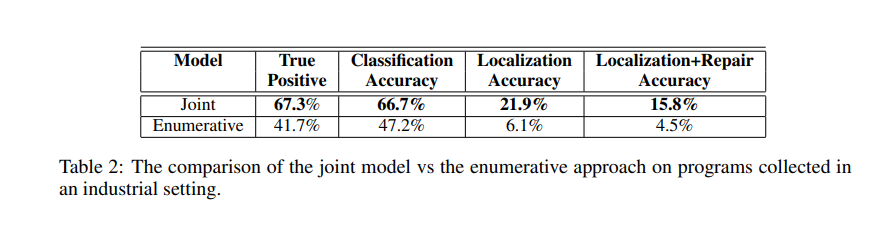 Model True Positive Classification Accuracy Localization Accuracy Localization+Repair Accuracy
Joint 67.3% 66.7% 21.9% 15.8%
Enumerative 41.7% 47.2% 6.1% 4.5%
Table 2: The comparison of the joint model vs the enumerative approach on programs collected in
an industrial setting.